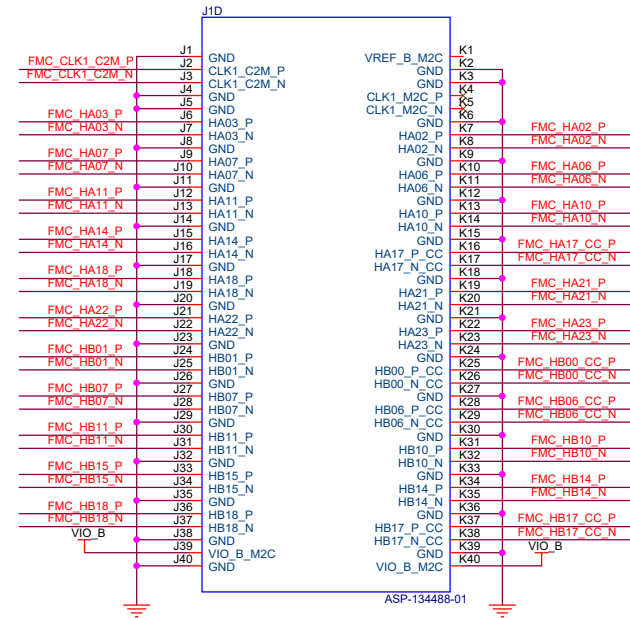 J1D
J1 GND VREF_B_M2C K1
FMC_CLK1_C2M_P J2 CLK1_C2M_P GND K2
FMC_CLK1_C2M_N J3 CLK1_C2M_N GND K3
J4 GND CLK1_M2C_P K4
J5 GND CLK1_M2C_N K5
FMC_HA03_P J6 HA03_P GND K6
FMC_HA03_N J7 HA03_N HA02_P K7 FMC_HA02_P
J8 GND HA02_N K8 FMC_HA02_N
FMC_HA07_P J9 HA07_P GND K9
FMC_HA07_N J10 HA07_N HA06_P K10 FMC_HA06_P
J11 GND HA06_N K11 FMC_HA06_N
FMC_HA11_P J12 HA11_P GND K12
FMC_HA11_N J13 HA11_N HA10_P K13 FMC_HA10_P
J14 GND HA10_N K14 FMC_HA10_N
FMC_HA14_P J15 HA14_P GND K15
FMC_HA14_N J16 HA14_N HA17_P_CC K16 FMC_HA17_CC_P
J17 GND HA17_N_CC K17 FMC_HA17_CC_N
FMC_HA18_P J18 HA18_P GND K18
FMC_HA18_N J19 HA18_N HA21_P K19 FMC_HA21_P
J20 GND HA21_N K20 FMC_HA21_N
FMC_HA22_P J21 HA22_P GND K21
FMC_HA22_N J22 HA22_N HA23_P K22 FMC_HA23_P
J23 GND HA23_N K23 FMC_HA23_N
FMC_HB01_P J24 HB01_P GND K24
FMC_HB01_N J25 HB01_N HB00_P_CC K25 FMC_HB00_CC_P
J26 GND HB00_N_CC K26 FMC_HB00_CC_N
FMC_HB07_P J27 HB07_P GND K27
FMC_HB07_N J28 HB07_N HB06_P_CC K28 FMC_HB06_CC_P
J29 GND HB06_N_CC K29 FMC_HB06_CC_N
FMC_HB11_P J30 HB11_P GND K30
FMC_HB11_N J31 HB11_N HB10_P K31 FMC_HB10_P
J32 GND HB10_N K32 FMC_HB10_N
FMC_HB15_P J33 HB15_P GND K33
FMC_HB15_N J34 HB15_N HB14_P K34 FMC_HB14_P
J35 GND HB14_N K35 FMC_HB14_N
FMC_HB18_P J36 HB18_P GND K36
FMC_HB18_N J37 HB18_N HB17_P_CC K37 FMC_HB17_CC_P
J38 GND HB17_N_CC K38 FMC_HB17_CC_N
VIO_B J39 VIO_B_M2C GND K39
J40 GND VIO_B_M2C K40 VIO_B
ASP-134488-01